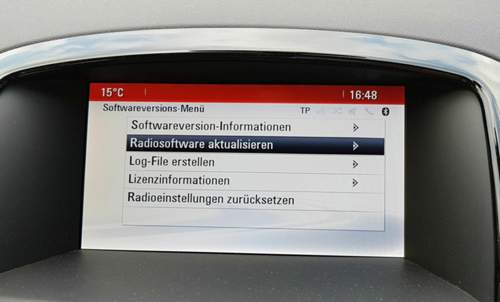 15°C 16:48
Softwareversions-Menü TP
Softwareversion-Informationen
Radiosoftware aktualisieren
Log-File erstellen
Lizenzinformationen
Radioeinstellungen zurücksetzen